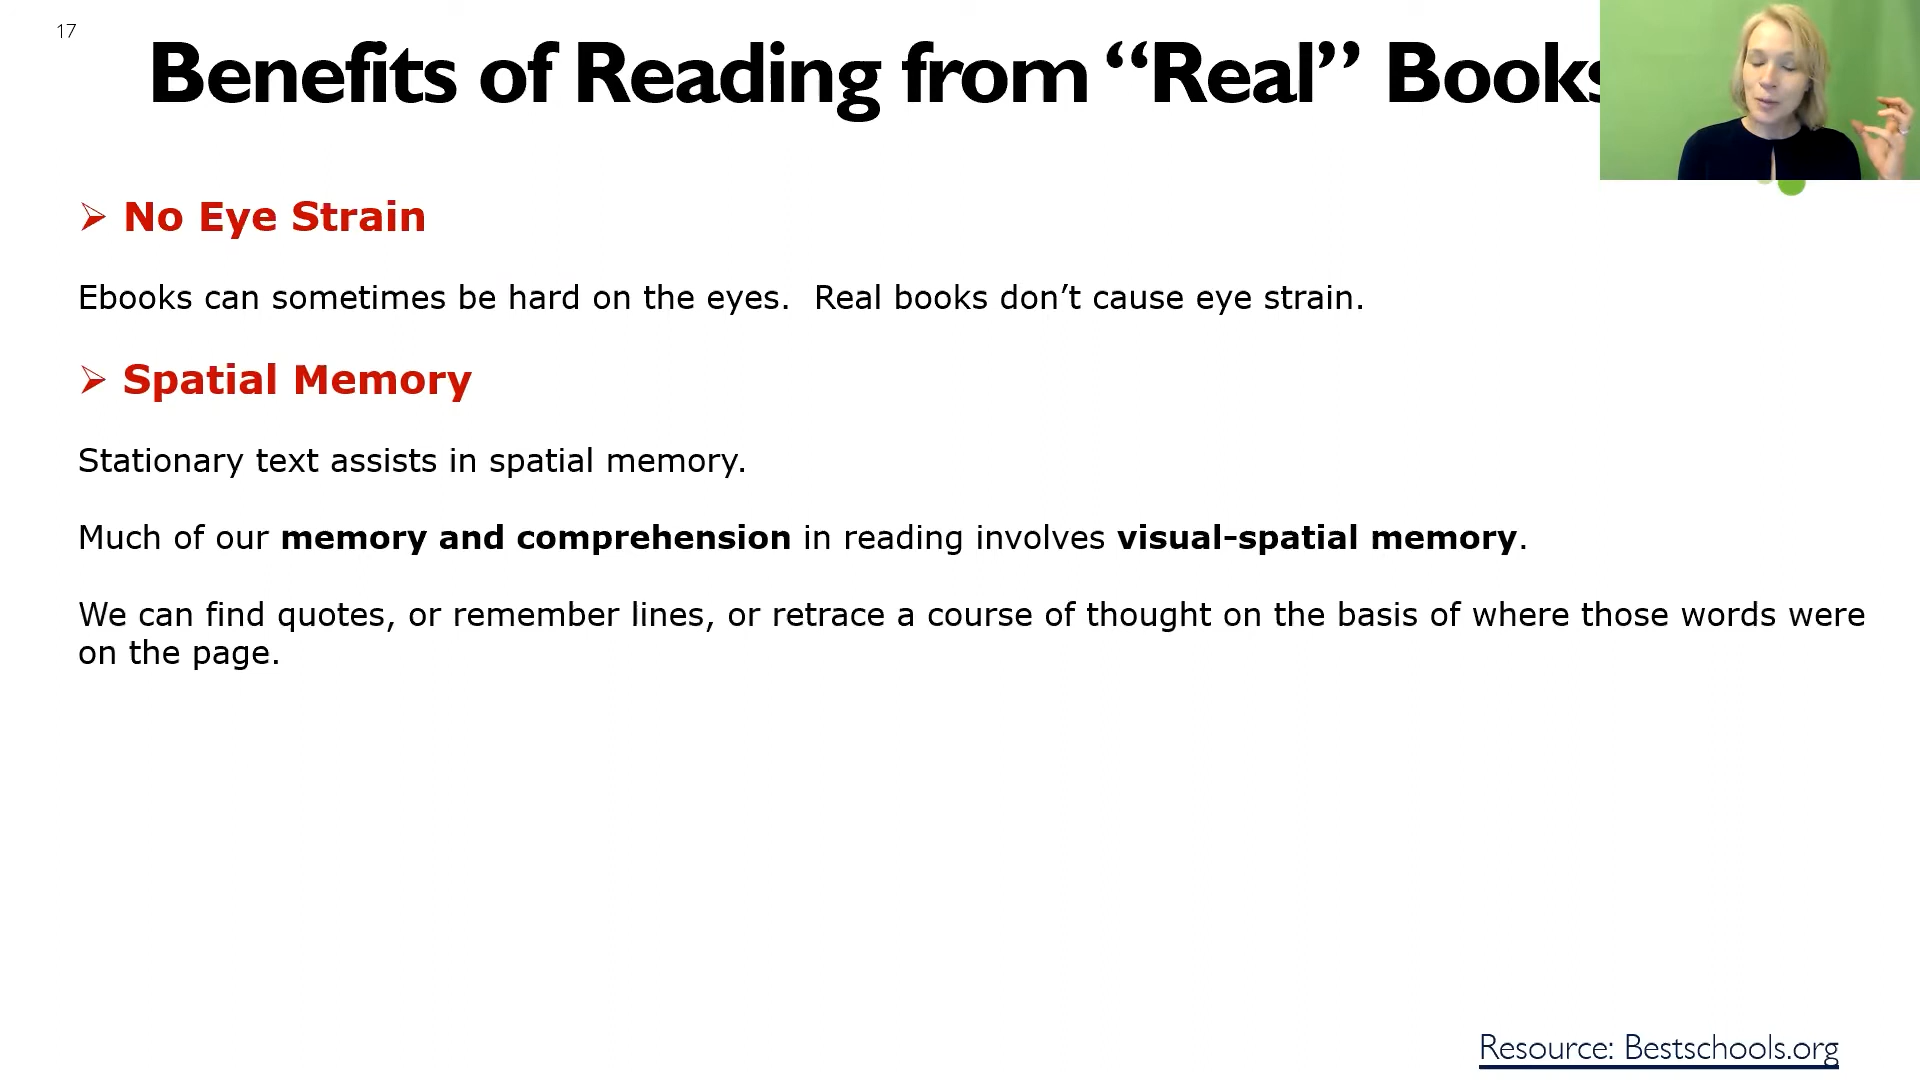 17
Benefits of Reading from “Real” Books
➢ No Eye Strain
Ebooks can sometimes be hard on the eyes.  Real books don’t cause eye strain.
➢ Spatial Memory
Stationary text assists in spatial memory.
Much of our memory and comprehension in reading involves visual-spatial memory.
We can find quotes, or remember lines, or retrace a course of thought on the basis of where those words were
on the page.
Resource: Bestschools.org